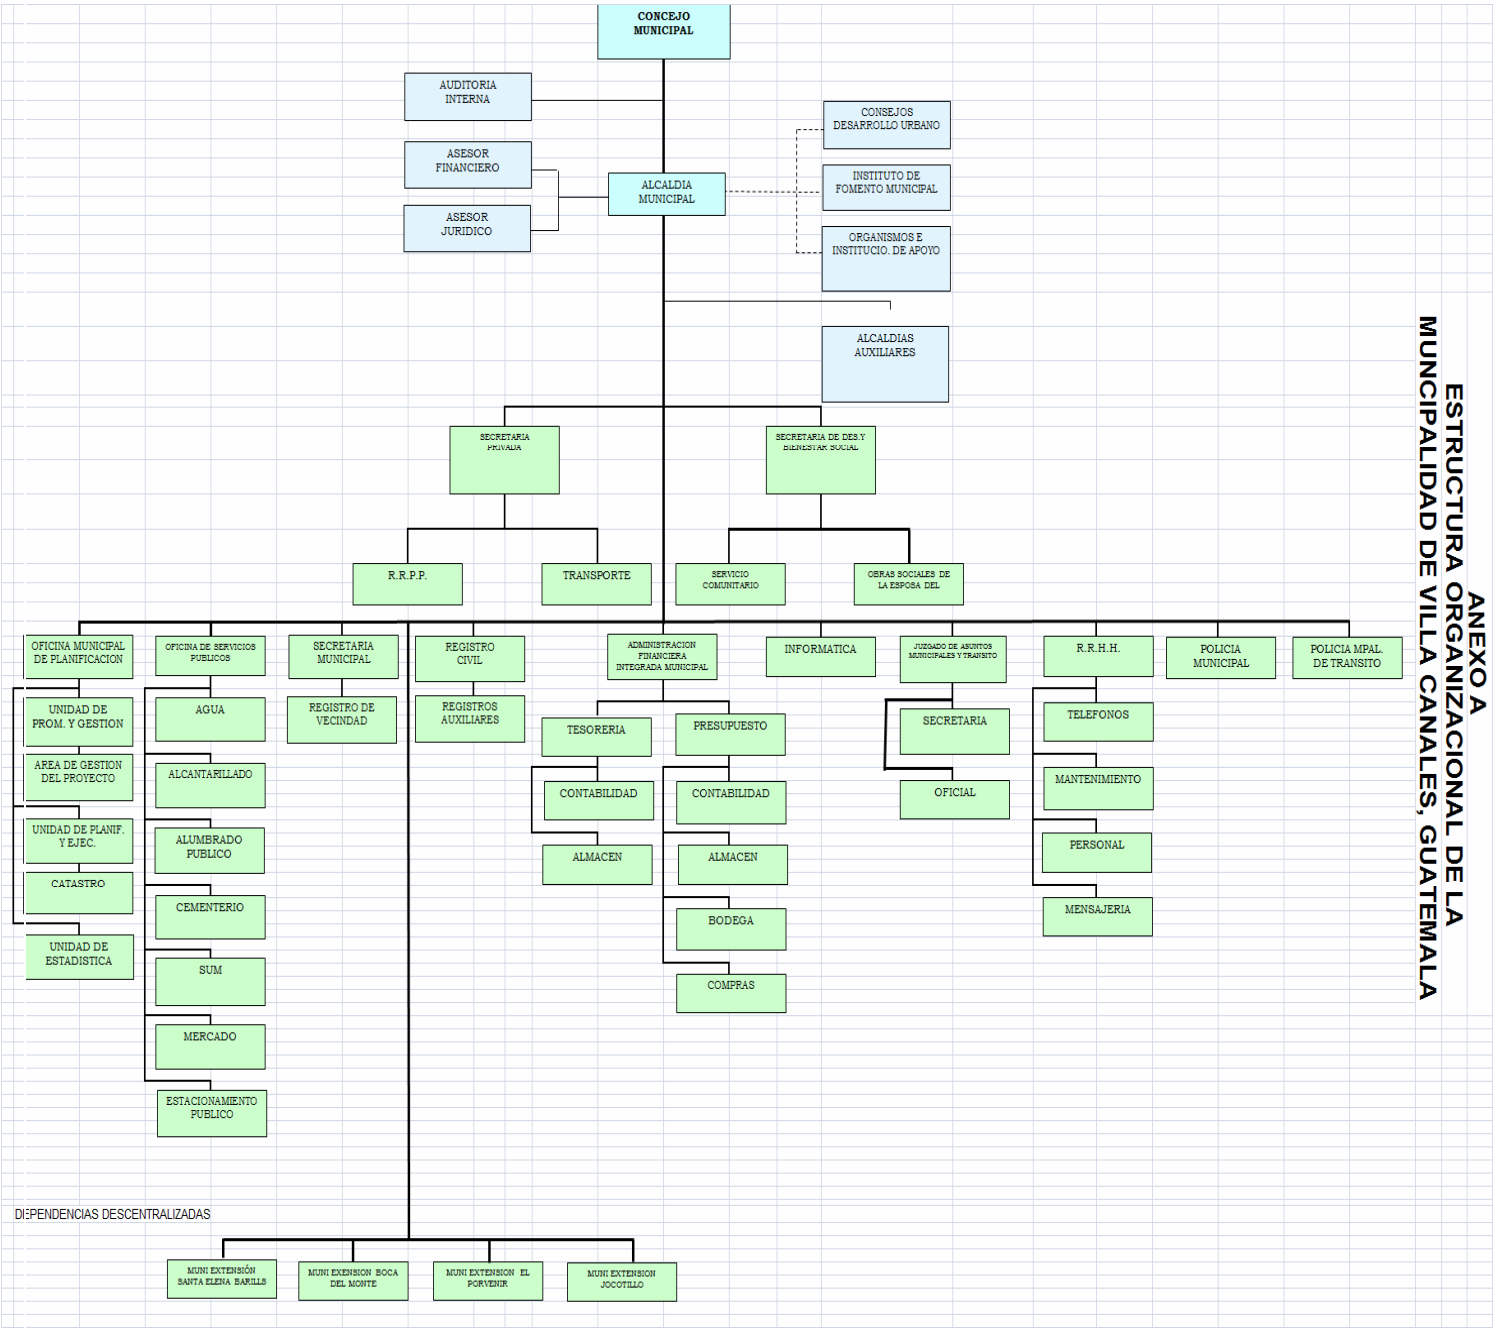 CONCEJO
MUNICIPAL
AUDITORIA
INTERNA
CONSEJOS
DESARROLLO URBANO
ASESOR
FINANCIERO
INSTITUTO DE
FOMENTO MUNICIPAL
ALCALDIA
MUNICIPAL
ASESOR
JURIDICO
ORGANISMOS E
INSTITUCIO. DE APOYO
ALCALDIAS
AUXILIARES
SECRETARIA
PRIVADA
SECRETARIA DE DES.Y
BIENESTAR SOCIAL
R.R.P.P.
TRANSPORTE
SERVICIO
COMUNITARIO
OBRAS SOCIALES DE
LA ESPOSA DEL
OFICINA MUNICIPAL
DE PLANIFICACION
OFICINA DE SERVICIOS
PUBLICOS
SECRETARIA
MUNICIPAL
REGISTRO
CIVIL
ADMINISTRACION
FINANCIERA
INTEGRADA MUNICIPAL
INFORMATICA
JUZGADO DE ASUNTOS
MUNICIPALES Y TRANSITO
R.R.H.H.
POLICIA
MUNICIPAL
POLICIA MPAL.
DE TRANSITO
UNIDAD DE
PROM. Y GESTION
AREA DE GESTION
DEL PROYECTO
UNIDAD DE PLANIF.
Y EJEC.
CATASTRO
UNIDAD DE
ESTADISTICA
AGUA
ALCANTARILLADO
ALUMBRADO
PUBLICO
CEMENTERIO
SUM
MERCADO
ESTACIONAMIENTO
PUBLICO
REGISTRO DE
VECINDAD
REGISTROS
AUXILIARES
TESORERIA
CONTABILIDAD
ALMACEN
PRESUPUESTO
CONTABILIDAD
ALMACEN
BODEGA
COMPRAS
SECRETARIA
OFICIAL
TELEFONOS
MANTENIMIENTO
PERSONAL
MENSAJERIA
DEPENDENCIAS DESCENTRALIZADAS
MUNI EXTENSIÓN
SANTA ELENA BARILLS
MUNI EXENSION BOCA
DEL MONTE
MUNI EXTENSION EL
PORVENIR
MUNI EXTENSION
JOCOTILLO
ANEXO A
ESTRUCTURA ORGANIZACIONAL DE LA
MUNCIPALIDAD DE VILLA CANALES, GUATEMALA